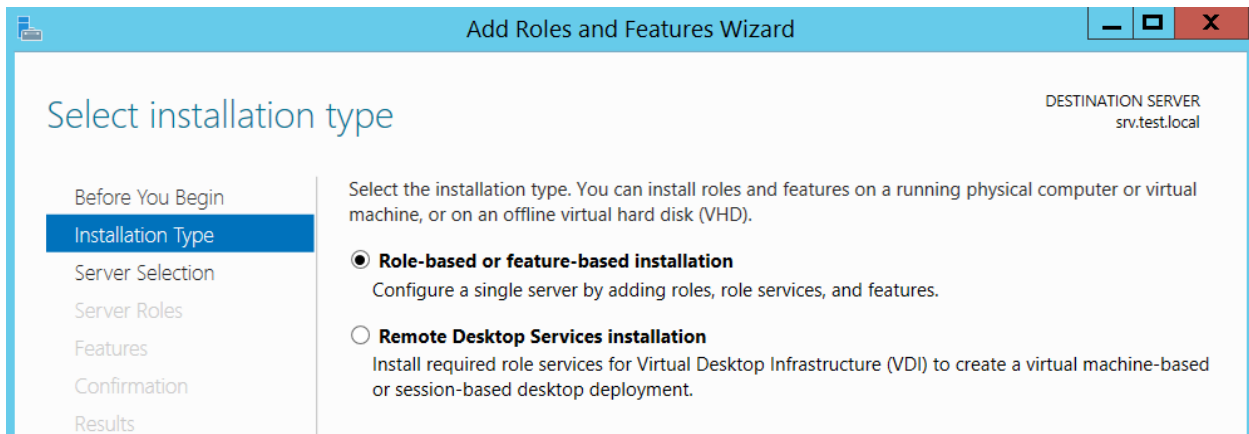 Add Roles and Features Wizard
Select installation type
DESTINATION SERVER
srv.test.local
Before You Begin
Installation Type
Server Selection
Server Roles
Features
Confirmation
Results
Select the installation type. You can install roles and features on a running physical computer or virtual
machine, or on an offline virtual hard disk (VHD).
Role-based or feature-based installation
Configure a single server by adding roles, role services, and features.
Remote Desktop Services installation
Install required role services for Virtual Desktop Infrastructure (VDI) to create a virtual machine-based
or session-based desktop deployment.